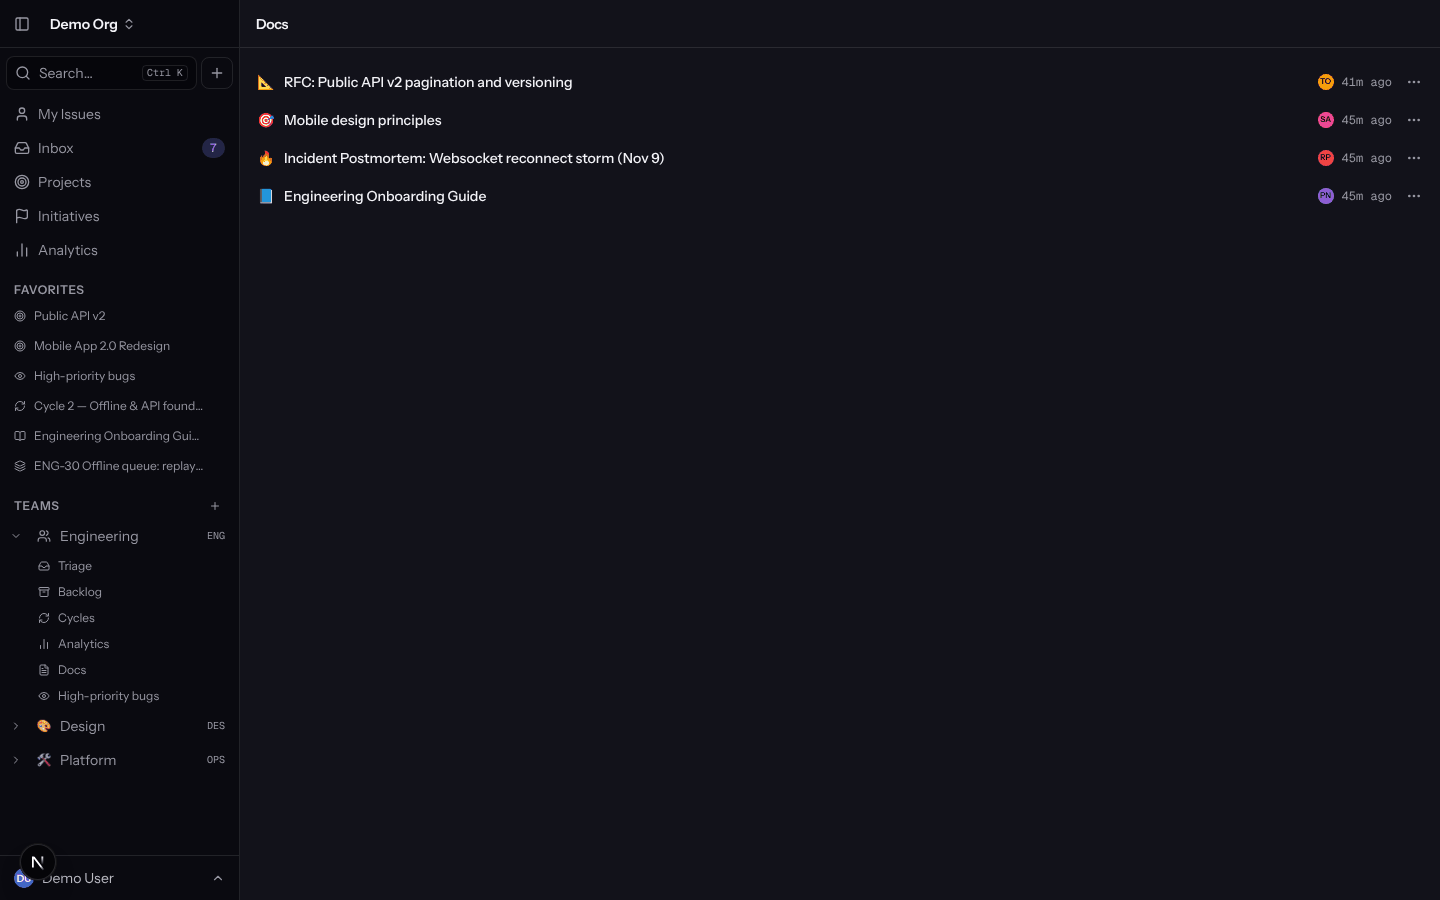 Demo Org
Docs
Search...
Ctrl K
My Issues
Inbox
7
Projects
Initiatives
Analytics
FAVORITES
Public API v2
Mobile App 2.0 Redesign
High-priority bugs
Cycle 2 — Offline & API found...
Engineering Onboarding Gui...
ENG-30 Offline queue: replay...
TEAMS
Engineering ENG
Triage
Backlog
Cycles
Analytics
Docs
High-priority bugs
Design DES
Platform OPS
N
DU Demo User
RFC: Public API v2 pagination and versioning TO 41m ago
Mobile design principles SA 45m ago
Incident Postmortem: Websocket reconnect storm (Nov 9) RP 45m ago
Engineering Onboarding Guide PN 45m ago